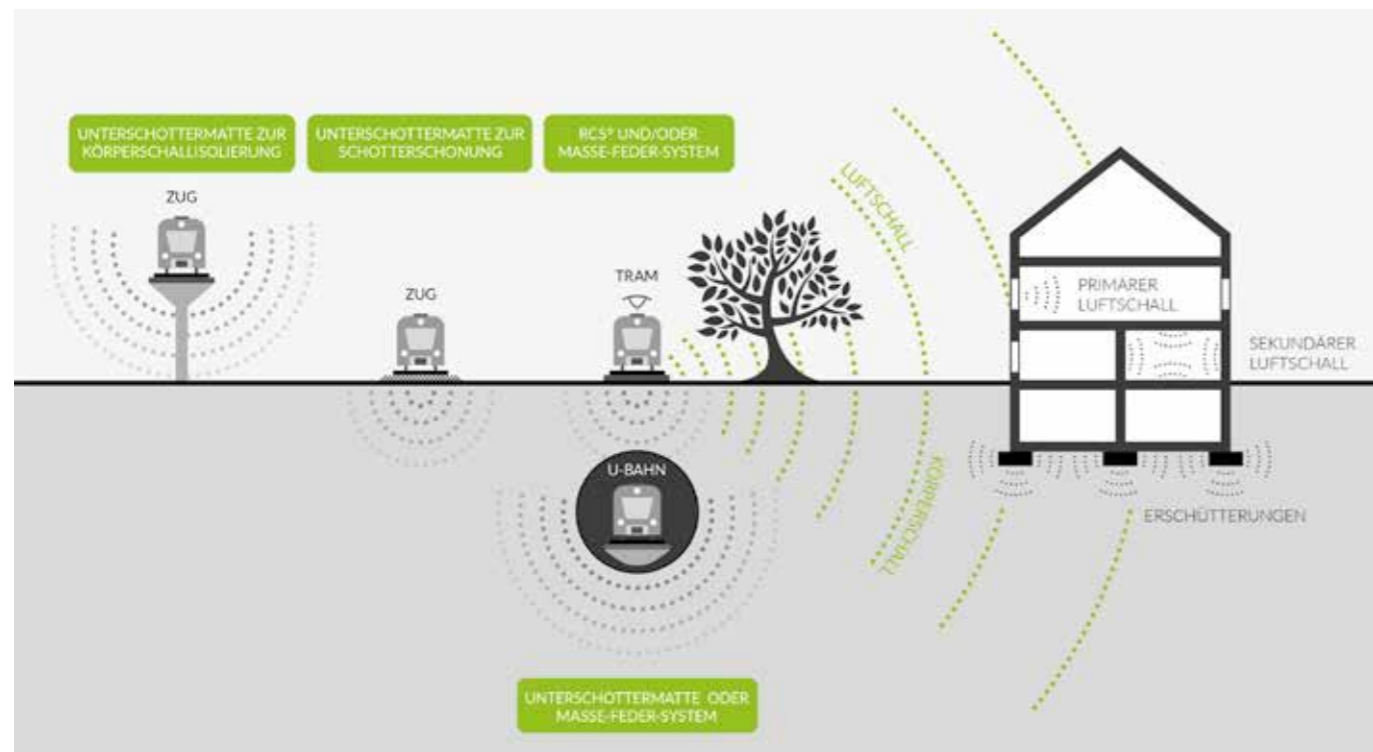 UNTERSCHOTTERMATTE ZUR
KÖRPERSCHALLISOLIERUNG
UNTERSCHOTTERMATTE ZUR
SCHOTTERSCHONUNG
RCS® UND/ODER
MASSE-FEDER-SYSTEM
ZUG
ZUG
TRAM
LUFTSCHALL
PRIMÄRER
LUFTSCHALL
SEKUNDÄRER
LUFTSCHALL
U-BAHN
KÖRPERSCHALL
ERSCHÜTTERUNGEN
UNTERSCHOTTERMATTE ODER
MASSE-FEDER-SYSTEM